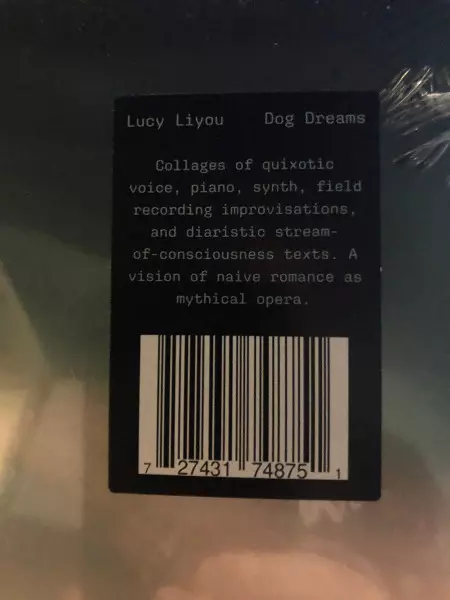 Lucy Liyou Dog Dreams
Collages of quixotic
voice, piano, synth, field
recording improvisations,
and diaristic stream-
of-consciousness texts. A
vision of naive romance as
mythical opera.
7 27431 74875 1